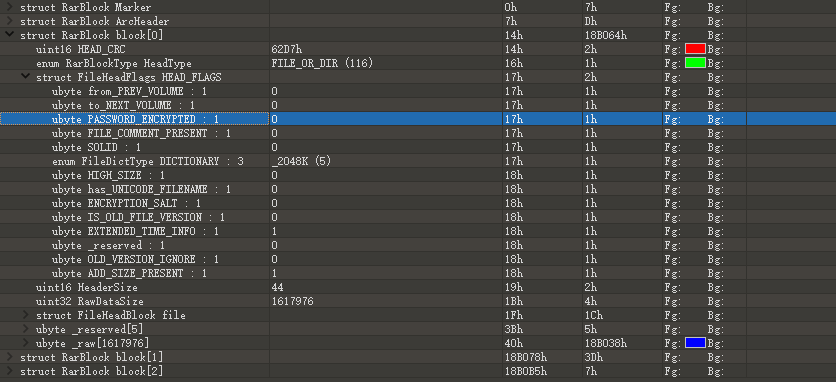 struct RarBlock Marker 0h 7h Fg: Bg:
struct RarBlock ArcHeader 7h Dh Fg: Bg:
struct RarBlock block[0] 14h 18B064h Fg: Bg:
uint16 HEAD_CRC 62D7h 14h 2h Fg: Bg:
enum RarBlockType HeadType FILE_OR_DIR (116) 16h 1h Fg: Bg:
struct FileHeadFlags HEAD_FLAGS 17h 2h Fg: Bg:
ubyte from_PREV_VOLUME : 1 0 17h 1h Fg: Bg:
ubyte to_NEXT_VOLUME : 1 0 17h 1h Fg: Bg:
ubyte PASSWORD_ENCRYPTED : 1 0 17h 1h Fg: Bg:
ubyte FILE_COMMENT_PRESENT : 1 0 17h 1h Fg: Bg:
ubyte SOLID : 1 0 17h 1h Fg: Bg:
enum FileDictType DICTIONARY : 3 _2048K (5) 17h 1h Fg: Bg:
ubyte HIGH_SIZE : 1 0 18h 1h Fg: Bg:
ubyte has_UNICODE_FILENAME : 1 0 18h 1h Fg: Bg:
ubyte ENCRYPTION_SALT : 1 0 18h 1h Fg: Bg:
ubyte IS_OLD_FILE_VERSION : 1 0 18h 1h Fg: Bg:
ubyte EXTENDED_TIME_INFO : 1 1 18h 1h Fg: Bg:
ubyte _reserved : 1 0 18h 1h Fg: Bg:
ubyte OLD_VERSION_IGNORE : 1 0 18h 1h Fg: Bg:
ubyte ADD_SIZE_PRESENT : 1 1 18h 1h Fg: Bg:
uint16 HeaderSize 44 19h 2h Fg: Bg:
uint32 RawDataSize 1617976 1Bh 4h Fg: Bg:
struct FileHeadBlock file 1Fh 1Ch Fg: Bg:
ubyte _reserved[5] 3Bh 5h Fg: Bg:
ubyte _raw[1617976] 40h 18B038h Fg: Bg:
struct RarBlock block[1] 18B078h 3Dh Fg: Bg:
struct RarBlock block[2] 18B0B5h 7h Fg: Bg: